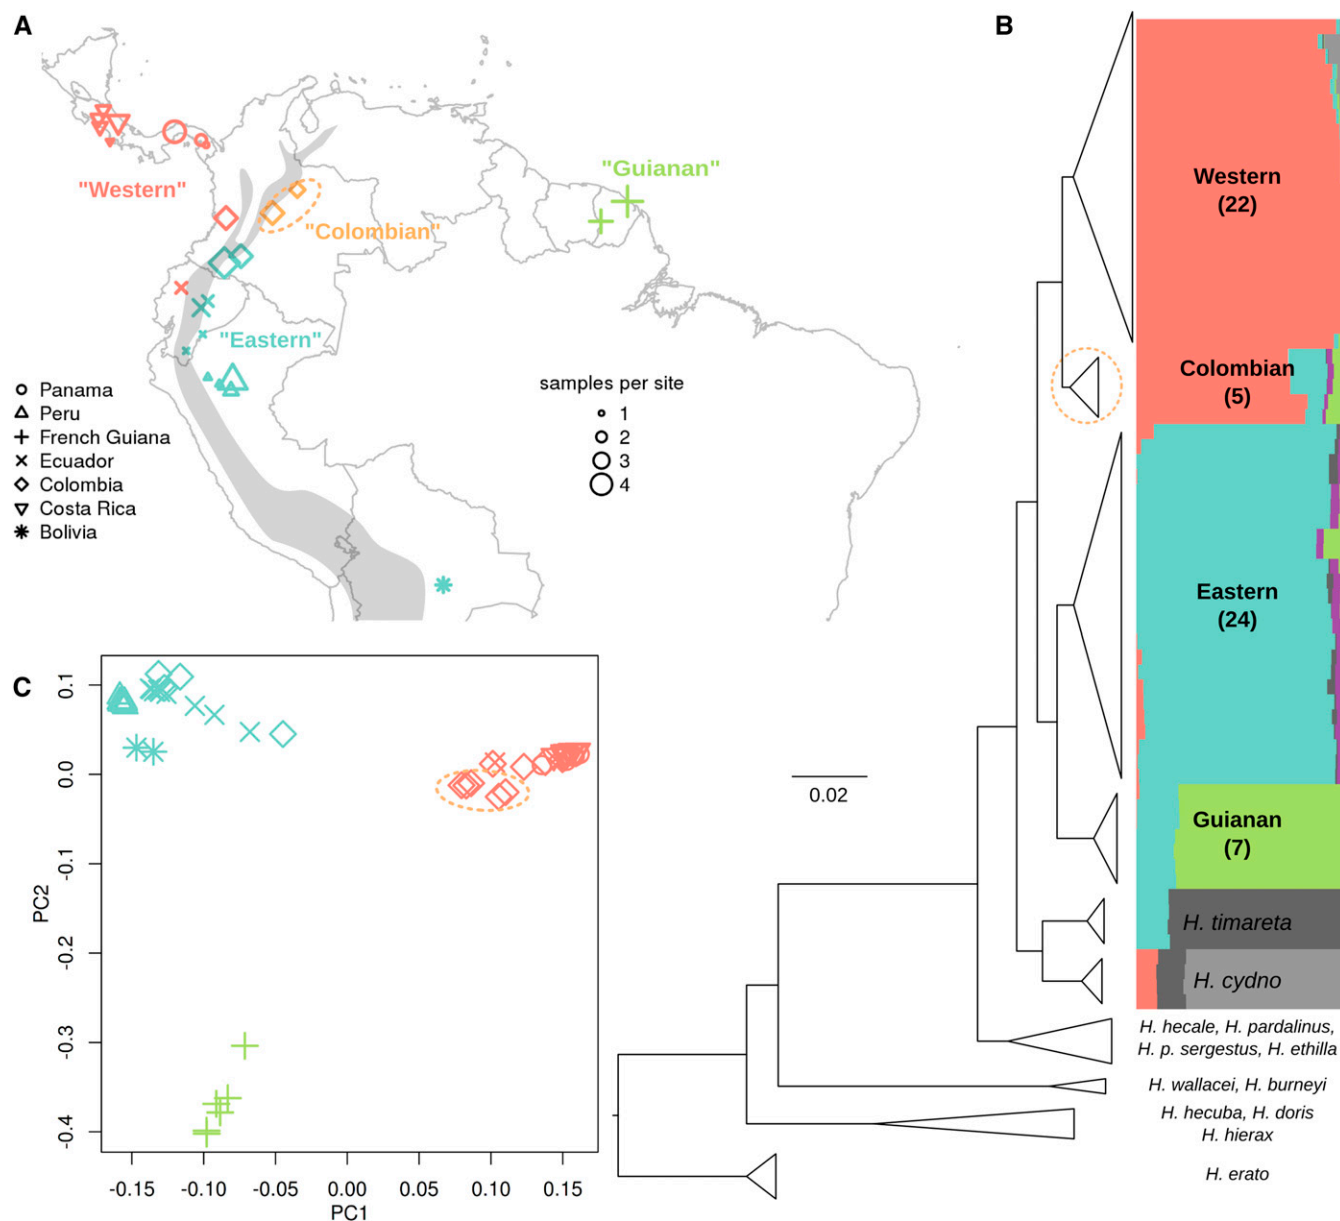 A
B
"Western"
"Guianan"
"Colombian"
"Eastern"
Panama
Peru
French Guiana
Ecuador
Colombia
Costa Rica
Bolivia
samples per site
1
2
3
4
Western
(22)
Colombian
(5)
Eastern
(24)
Guianan
(7)
H. timareta
H. cydno
H. hecale, H. pardalinus,
H. p. sergestus, H. ethilla
H. wallacei, H. burneyi
H. hecuba, H. doris
H. hierax
H. erato
0.02
C
0.1
0.0
-0.1
-0.2
-0.3
-0.4
PC2
-0.15
-0.10
-0.05
0.00
0.05
0.10
0.15
PC1